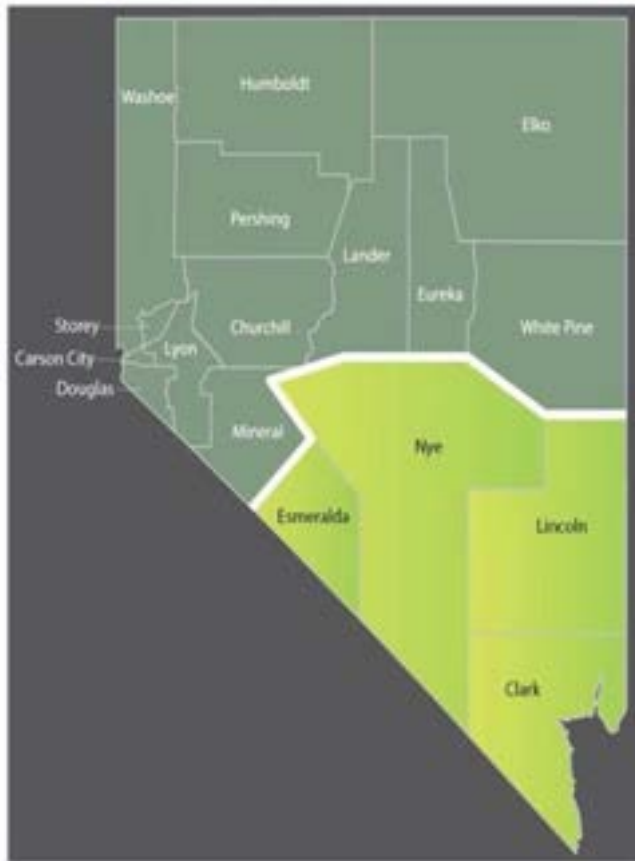 Humboldt
Washoe
Elko
Pershing
Lander
Eureka
Storey
Churchill
White Pine
Lyon
Carson City
Douglas
Mineral
Nye
Esmeralda
Lincoln
Clark